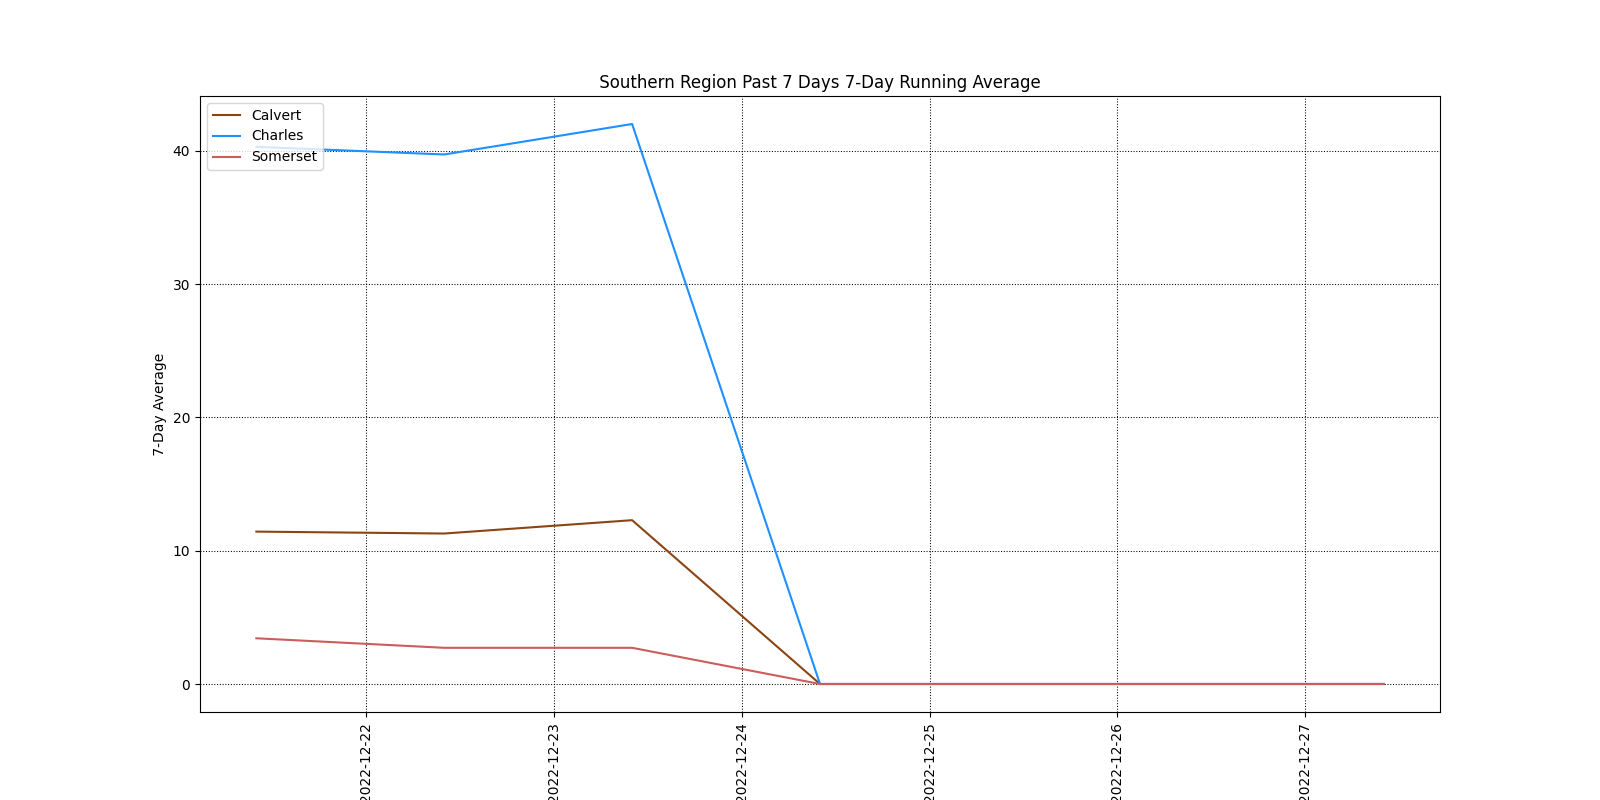 Southern Region Past 7 Days 7-Day Running Average
Calvert
Charles
Somerset
7-Day Average
40
30
20
10
0
2022-12-22
2022-12-23
2022-12-24
2022-12-25
2022-12-26
2022-12-27